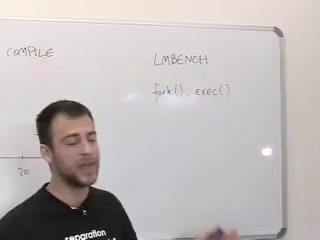 COMPILE
LMBENCH
fork(), exec()
20
separation